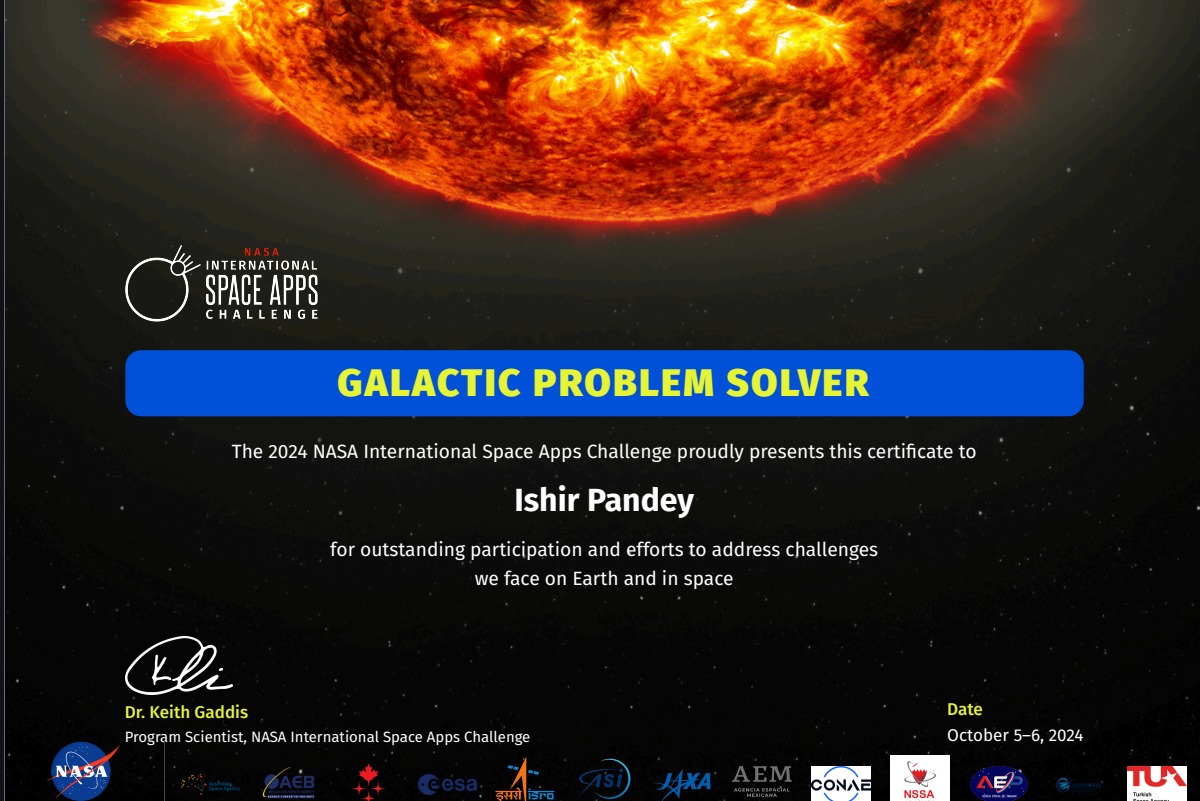 NASA
INTERNATIONAL
SPACE APPS
CHALLENGE
GALACTIC PROBLEM SOLVER
The 2024 NASA International Space Apps Challenge proudly presents this certificate to
Ishir Pandey
for outstanding participation and efforts to address challenges
we face on Earth and in space
Dr. Keith Gaddis
Program Scientist, NASA International Space Apps Challenge
Date
October 5–6, 2024
NASA
AEB
esa
इसरो isro
asi
JAXA
AEM
AGENCIA ESPACIAL
MEXICANA
CONAE
NSSA
AEP
TUA
Turkish